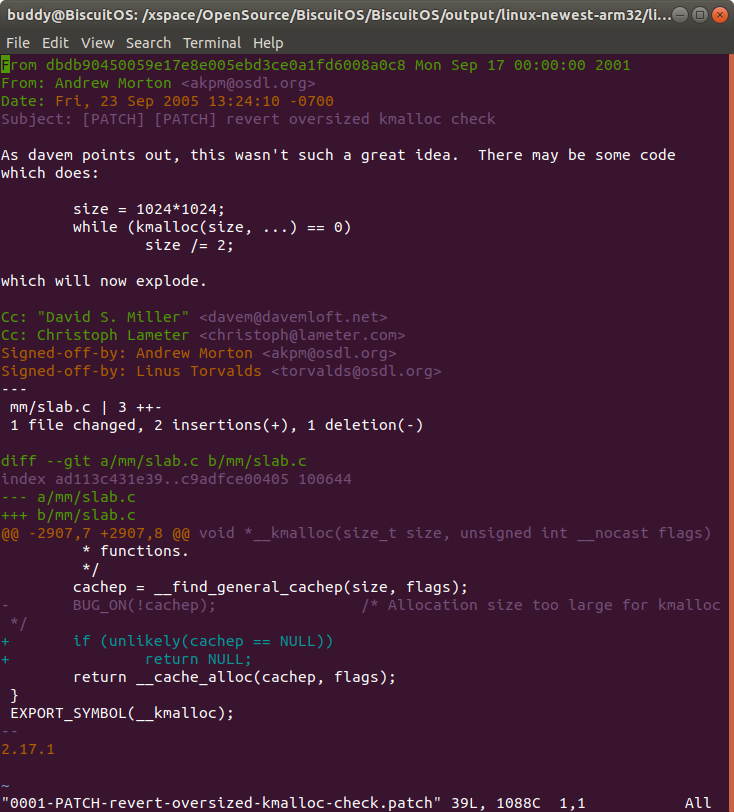 buddy@BiscuitOS: /xspace/OpenSource/BiscuitOS/BiscuitOS/output/linux-newest-arm32/li...
File Edit View Search Terminal Help
From dbdb90450059e17e8e005ebd3ce0a1fd6008a0c8 Mon Sep 17 00:00:00 2001
From: Andrew Morton <akpm@osdl.org>
Date: Fri, 23 Sep 2005 13:24:10 -0700
Subject: [PATCH] [PATCH] revert oversized kmalloc check

As davem points out, this wasn't such a great idea.  There may be some code
which does:

        size = 1024*1024;
        while (kmalloc(size, ...) == 0)
                size /= 2;

which will now explode.

Cc: "David S. Miller" <davem@davemloft.net>
Cc: Christoph Lameter <christoph@lameter.com>
Signed-off-by: Andrew Morton <akpm@osdl.org>
Signed-off-by: Linus Torvalds <torvalds@osdl.org>
---
 mm/slab.c | 3 ++-
 1 file changed, 2 insertions(+), 1 deletion(-)

diff --git a/mm/slab.c b/mm/slab.c
index ad113c431e39..c9adfce00405 100644
--- a/mm/slab.c
+++ b/mm/slab.c
@@ -2907,7 +2907,8 @@ void *__kmalloc(size_t size, unsigned int __nocast flags)
         * functions.
         */
        cachep = __find_general_cachep(size, flags);
-       BUG_ON(!cachep);                /* Allocation size too large for kmalloc
 */
+       if (unlikely(cachep == NULL))
+               return NULL;
        return __cache_alloc(cachep, flags);
 }
 EXPORT_SYMBOL(__kmalloc);
--
2.17.1

~
"0001-PATCH-revert-oversized-kmalloc-check.patch" 39L, 1088C  1,1           All